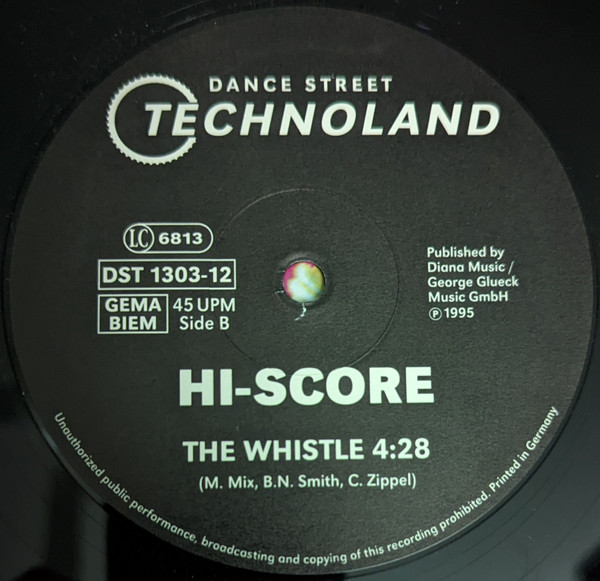 DANCE STREET
TECHNOLAND
LC 6813
DST 1303-12
GEMA
BIEM
45 UPM
Side B
Published by
Diana Music /
George Glueck
Music GmbH
Ⓟ 1995
HI-SCORE
THE WHISTLE 4:28
(M. Mix, B.N. Smith, C. Zippel)
Unauthorized public performance, broadcasting and copying of this recording prohibited. Printed in Germany